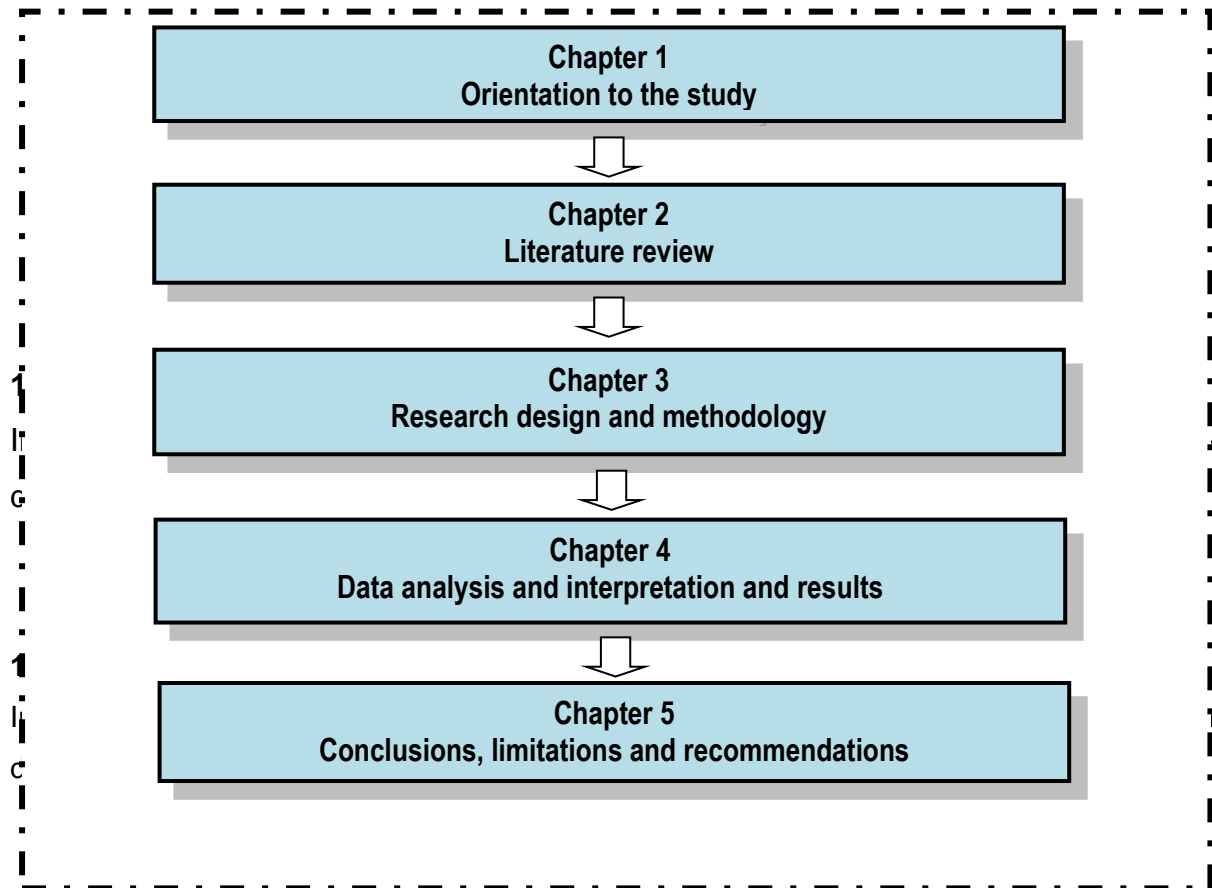 Chapter 1
Orientation to the study
Chapter 2
Literature review
Chapter 3
Research design and methodology
Chapter 4
Data analysis and interpretation and results
Chapter 5
Conclusions, limitations and recommendations